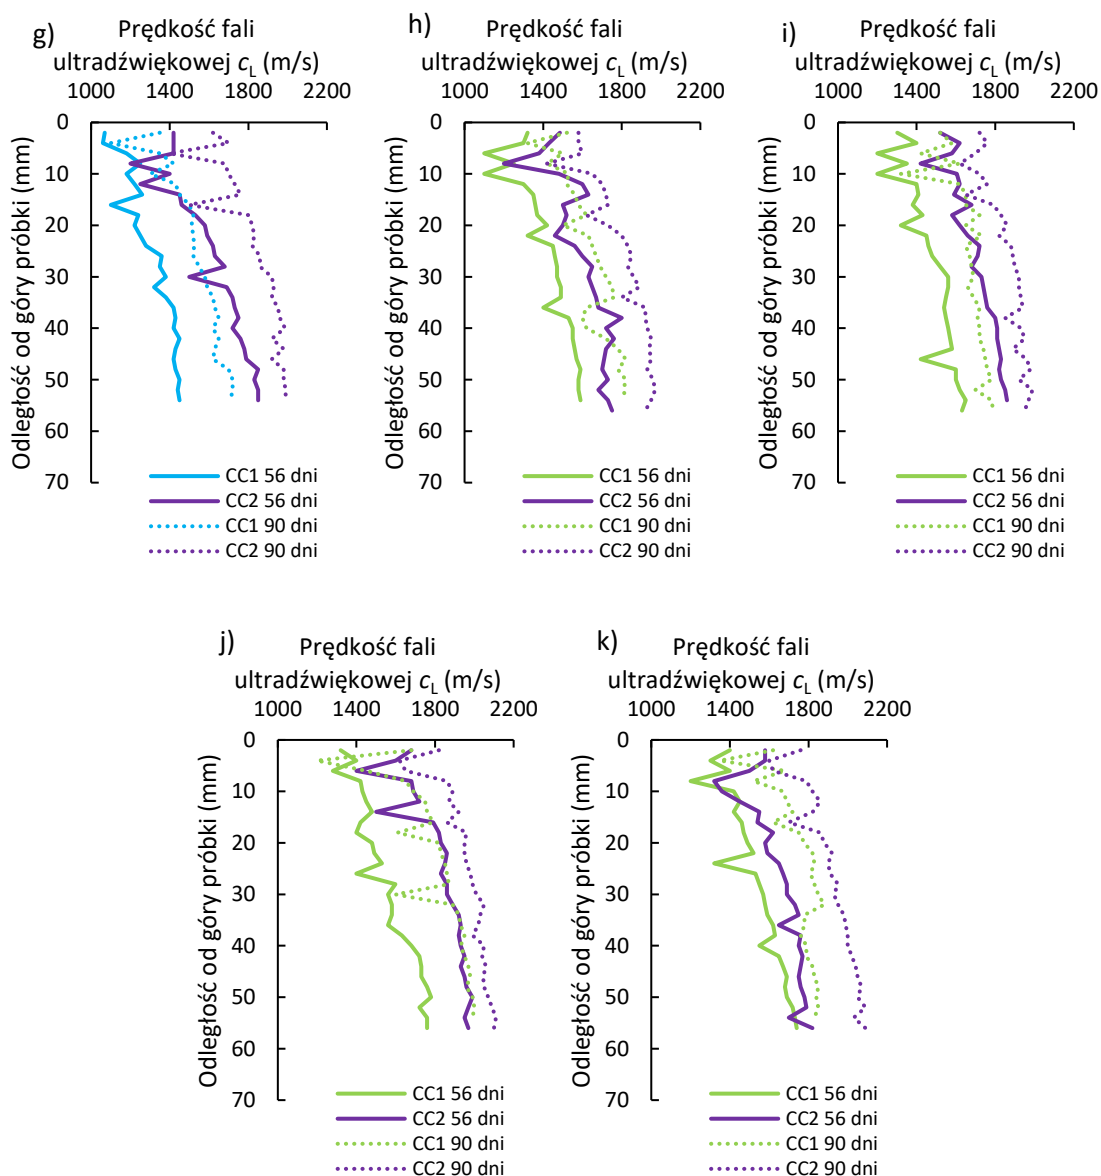 g)
Prędkość fali
ultradźwiękowej cL (m/s)
1000 1400 1800 2200
0
10
20
30
40
50
60
70
Odległość od góry próbki (mm)
CC1 56 dni
CC2 56 dni
CC1 90 dni
CC2 90 dni
h)
Prędkość fali
ultradźwiękowej cL (m/s)
1000 1400 1800 2200
0
10
20
30
40
50
60
70
Odległość od góry próbki (mm)
CC1 56 dni
CC2 56 dni
CC1 90 dni
CC2 90 dni
i)
Prędkość fali
ultradźwiękowej cL (m/s)
1000 1400 1800 2200
0
10
20
30
40
50
60
70
Odległość od góry próbki (mm)
CC1 56 dni
CC2 56 dni
CC1 90 dni
CC2 90 dni
j)
Prędkość fali
ultradźwiękowej cL (m/s)
1000 1400 1800 2200
0
10
20
30
40
50
60
70
Odległość od góry próbki (mm)
CC1 56 dni
CC2 56 dni
CC1 90 dni
CC2 90 dni
k)
Prędkość fali
ultradźwiękowej cL (m/s)
1000 1400 1800 2200
0
10
20
30
40
50
60
70
Odległość od góry próbki (mm)
CC1 56 dni
CC2 56 dni
CC1 90 dni
CC2 90 dni